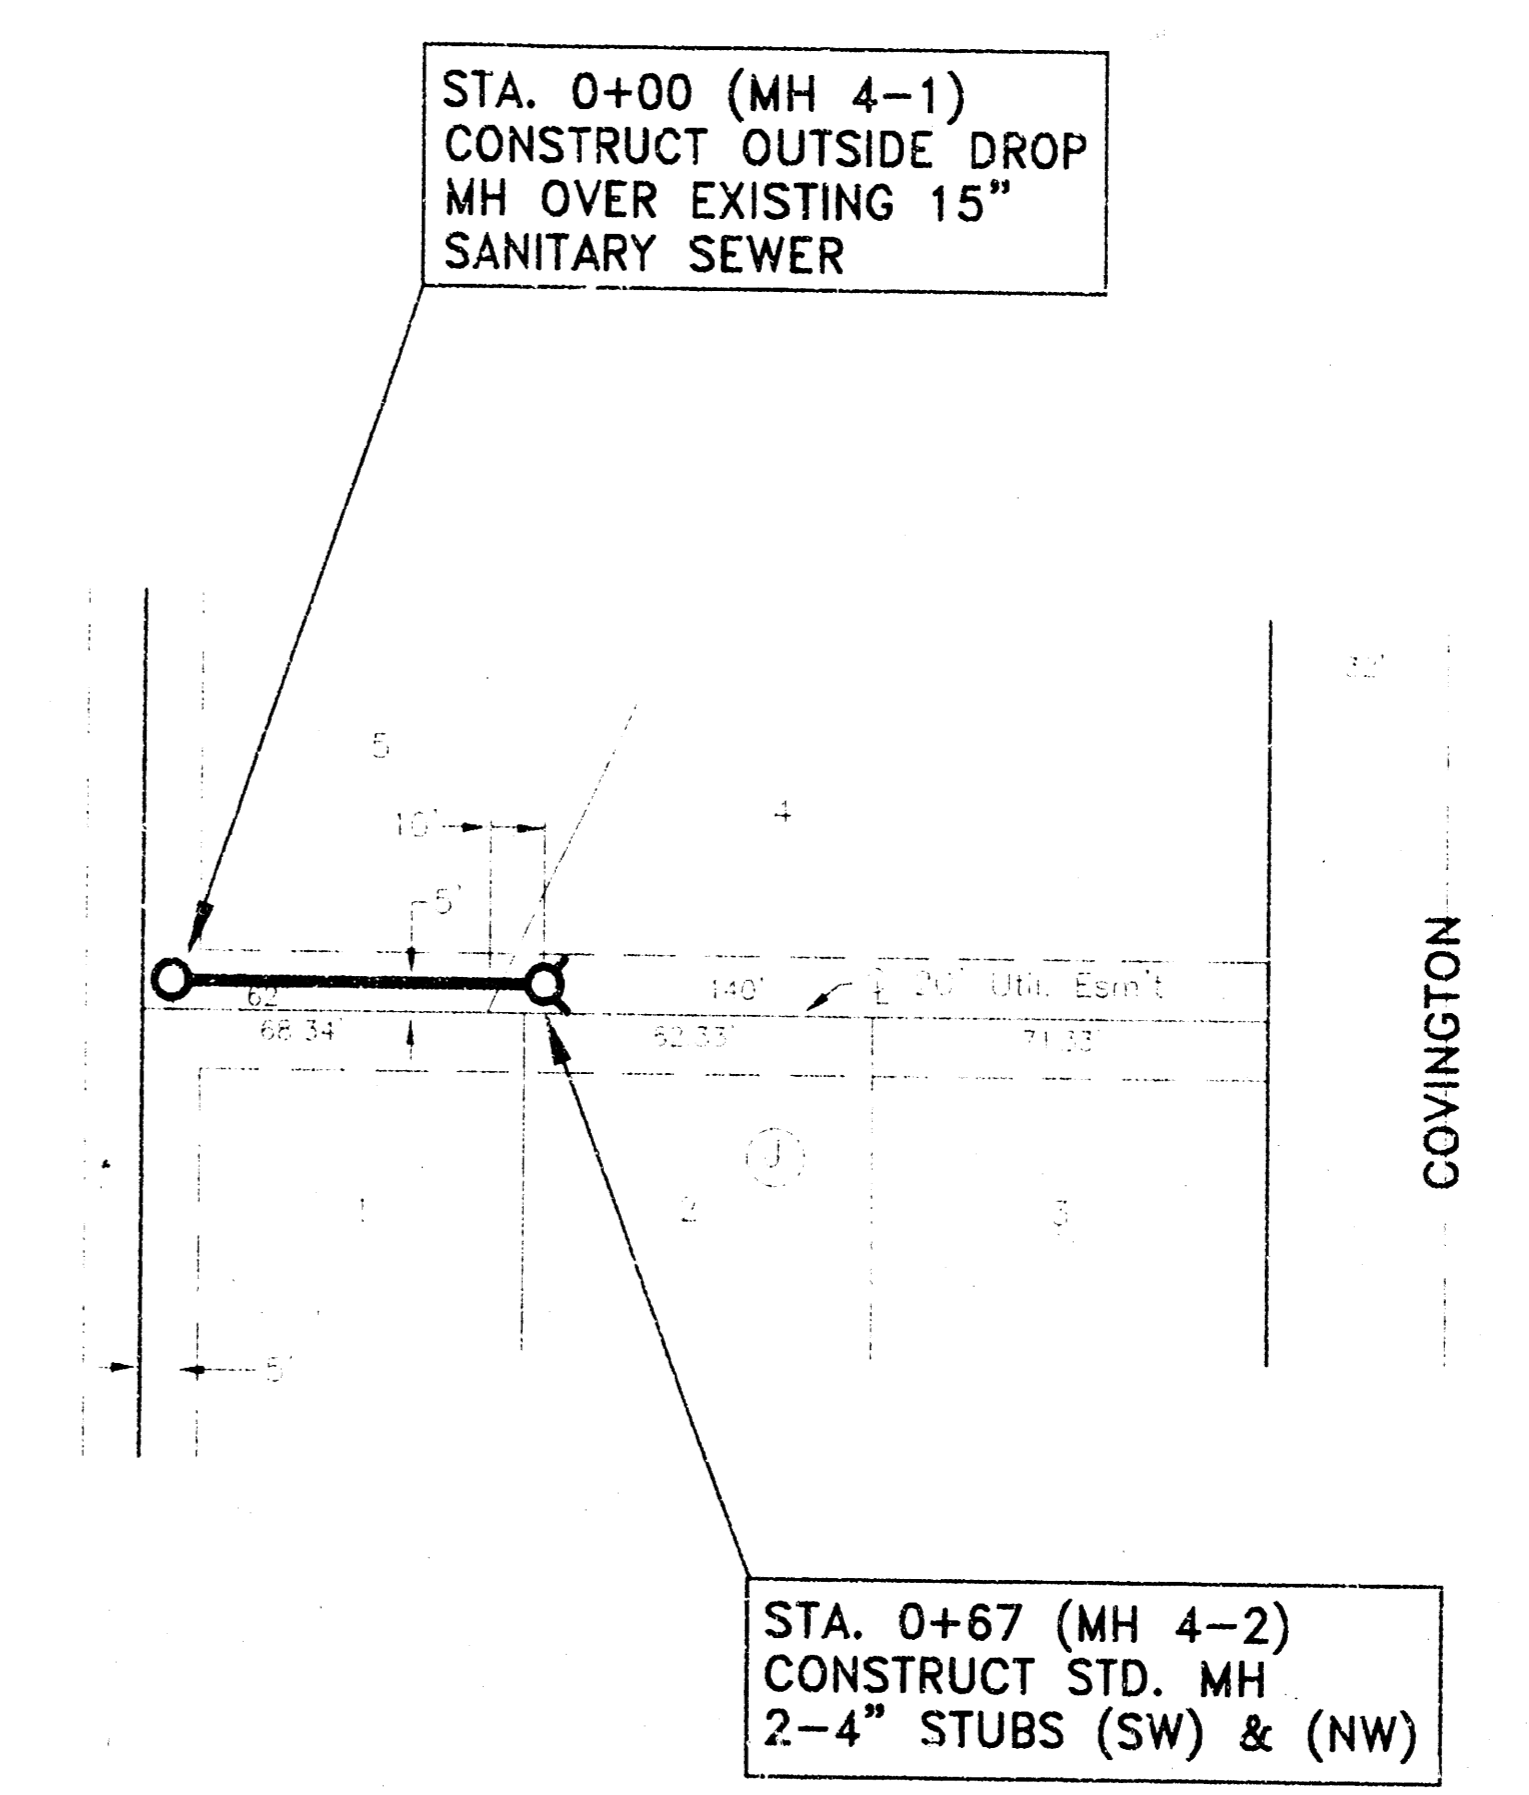 STA. 0+00 (MH 4-1)
CONSTRUCT OUTSIDE DROP
MH OVER EXISTING 15"
SANITARY SEWER
32'
5
10'
4
5'
62'
140'
℄ 20' Util. Esm't
68.34'
62.33'
71.33'
COVINGTON
J
1
2
3
5'
STA. 0+67 (MH 4-2)
CONSTRUCT STD. MH
2-4" STUBS (SW) & (NW)